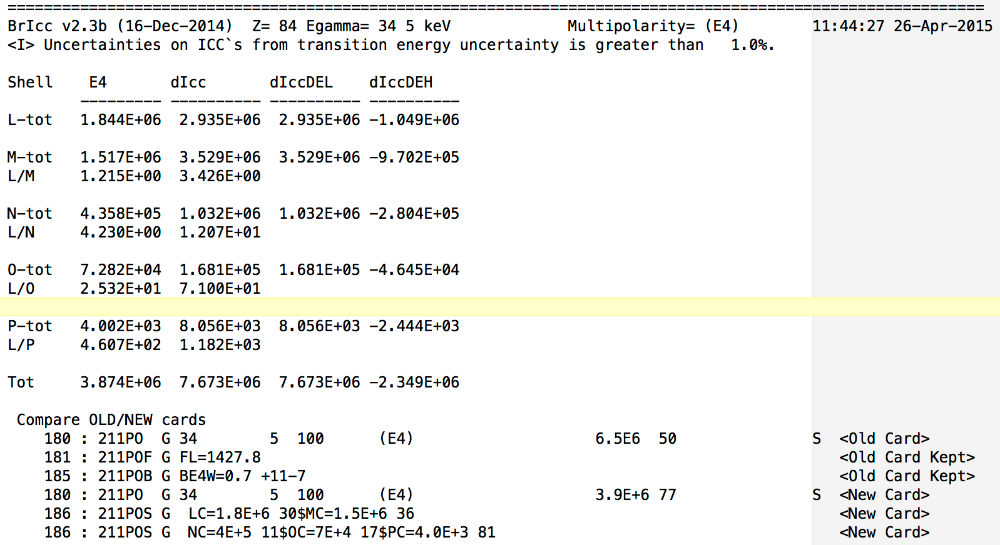 ============================================================================================================
BrIcc v2.3b (16-Dec-2014)  Z= 84 Egamma= 34 5 keV             Multipolarity= (E4)        11:44:27 26-Apr-2015
<I> Uncertainties on ICC`s from transition energy uncertainty is greater than   1.0%.
Shell    E4       dIcc       dIccDEL    dIccDEH
        --------- ---------- ---------- ----------
L-tot   1.844E+06  2.935E+06  2.935E+06 -1.049E+06
M-tot   1.517E+06  3.529E+06  3.529E+06 -9.702E+05
L/M     1.215E+00  3.426E+00
N-tot   4.358E+05  1.032E+06  1.032E+06 -2.804E+05
L/N     4.230E+00  1.207E+01
O-tot   7.282E+04  1.681E+05  1.681E+05 -4.645E+04
L/O     2.532E+01  7.100E+01
P-tot   4.002E+03  8.056E+03  8.056E+03 -2.444E+03
L/P     4.607E+02  1.182E+03
Tot     3.874E+06  7.673E+06  7.673E+06 -2.349E+06
 Compare OLD/NEW cards
    180 : 211PO  G 34        5  100      (E4)                    6.5E6  50               S  <Old Card>
    181 : 211POF G FL=1427.8                                                                <Old Card Kept>
    185 : 211POB G BE4W=0.7 +11-7                                                           <Old Card Kept>
    180 : 211PO  G 34        5  100      (E4)                    3.9E+6 77               S  <New Card>
    186 : 211POS G  LC=1.8E+6 30$MC=1.5E+6 36                                               <New Card>
    186 : 211POS G  NC=4E+5 11$OC=7E+4 17$PC=4.0E+3 81                                      <New Card>